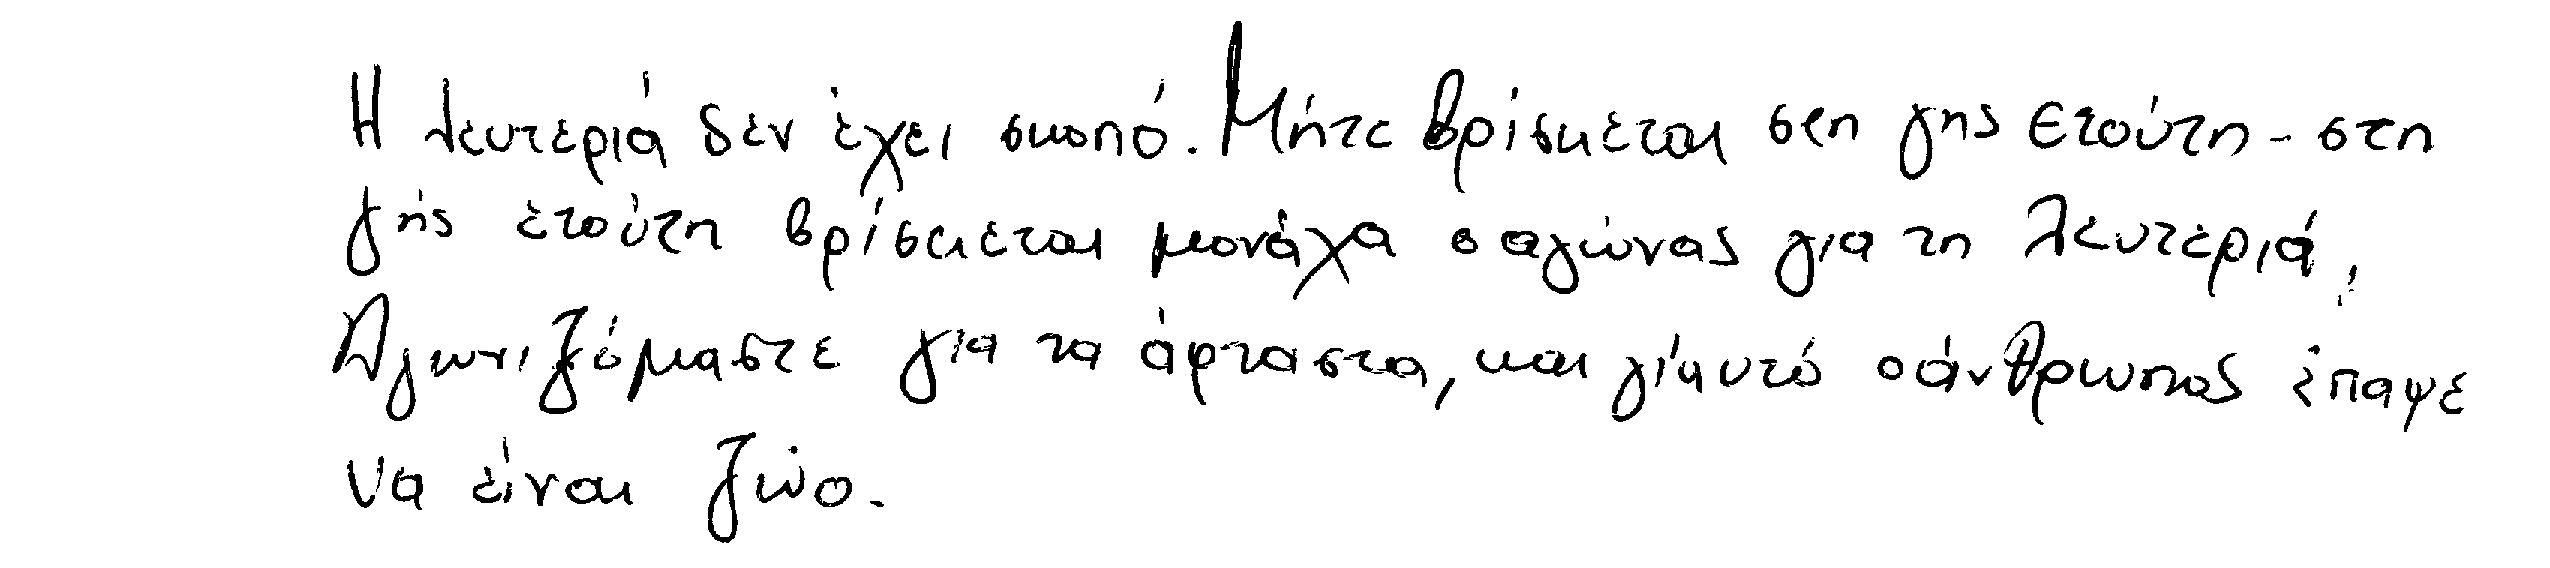 Η λευτεριά δεν έχει σκοπό. Μήτε βρίσκεται στη γης ετούτη - στη
γής ετούτη βρίσκεται μονάχα ο αγώνας για τη λευτεριά,
Αγωνιζόμαστε για τα άφταστα, και γι'αυτό ο άνθρωπος έπαψε
να είναι ζώο.